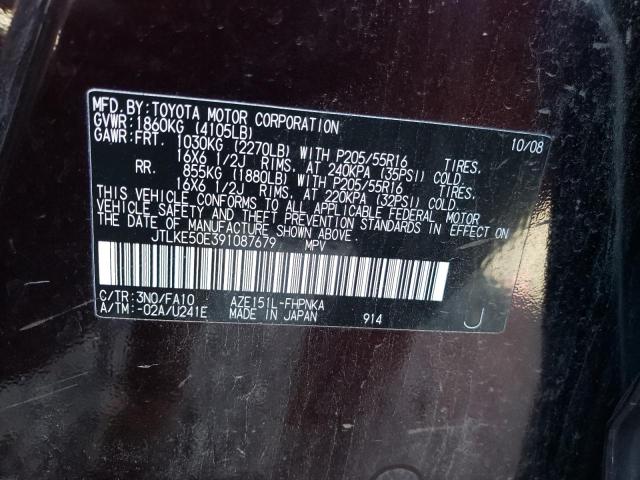 MFD.BY:TOYOTA MOTOR CORPORATION 10/08
GVWR:1860KG (4105LB)
GAWR:FRT. 1030KG (2270LB) WITH P205/55R16 TIRES,
16X6 1/2J RIMS, AT 240KPA (35PSI) COLD
RR. 855KG (1880LB) WITH P205/55R16 TIRES,
16X6 1/2J RIMS, AT 220KPA (32PSI) COLD.
THIS VEHICLE CONFORMS TO ALL APPLICABLE FEDERAL MOTOR
VEHICLE SAFETY AND THEFT PREVENTION STANDARDS IN EFFECT ON
THE DATE OF MANUFACTURE SHOWN ABOVE.
JTLKE50E391087679 MPV
C/TR:3N0/FA10 AZE151L-FHPNKA
A/TM:-02A/U241E MADE IN JAPAN 914 J